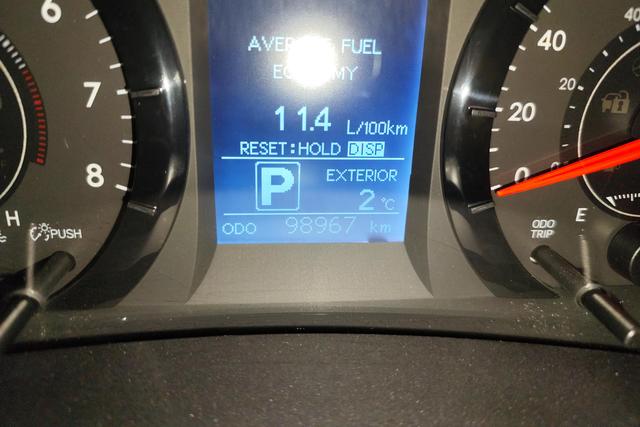 6
7
8
H
PUSH
AVERAGE FUEL
ECONOMY
11.4 L/100km
RESET:HOLD DISP
P
EXTERIOR
2 °C
ODO 98967 km
40
20
0
40
20
ODO
TRIP
E